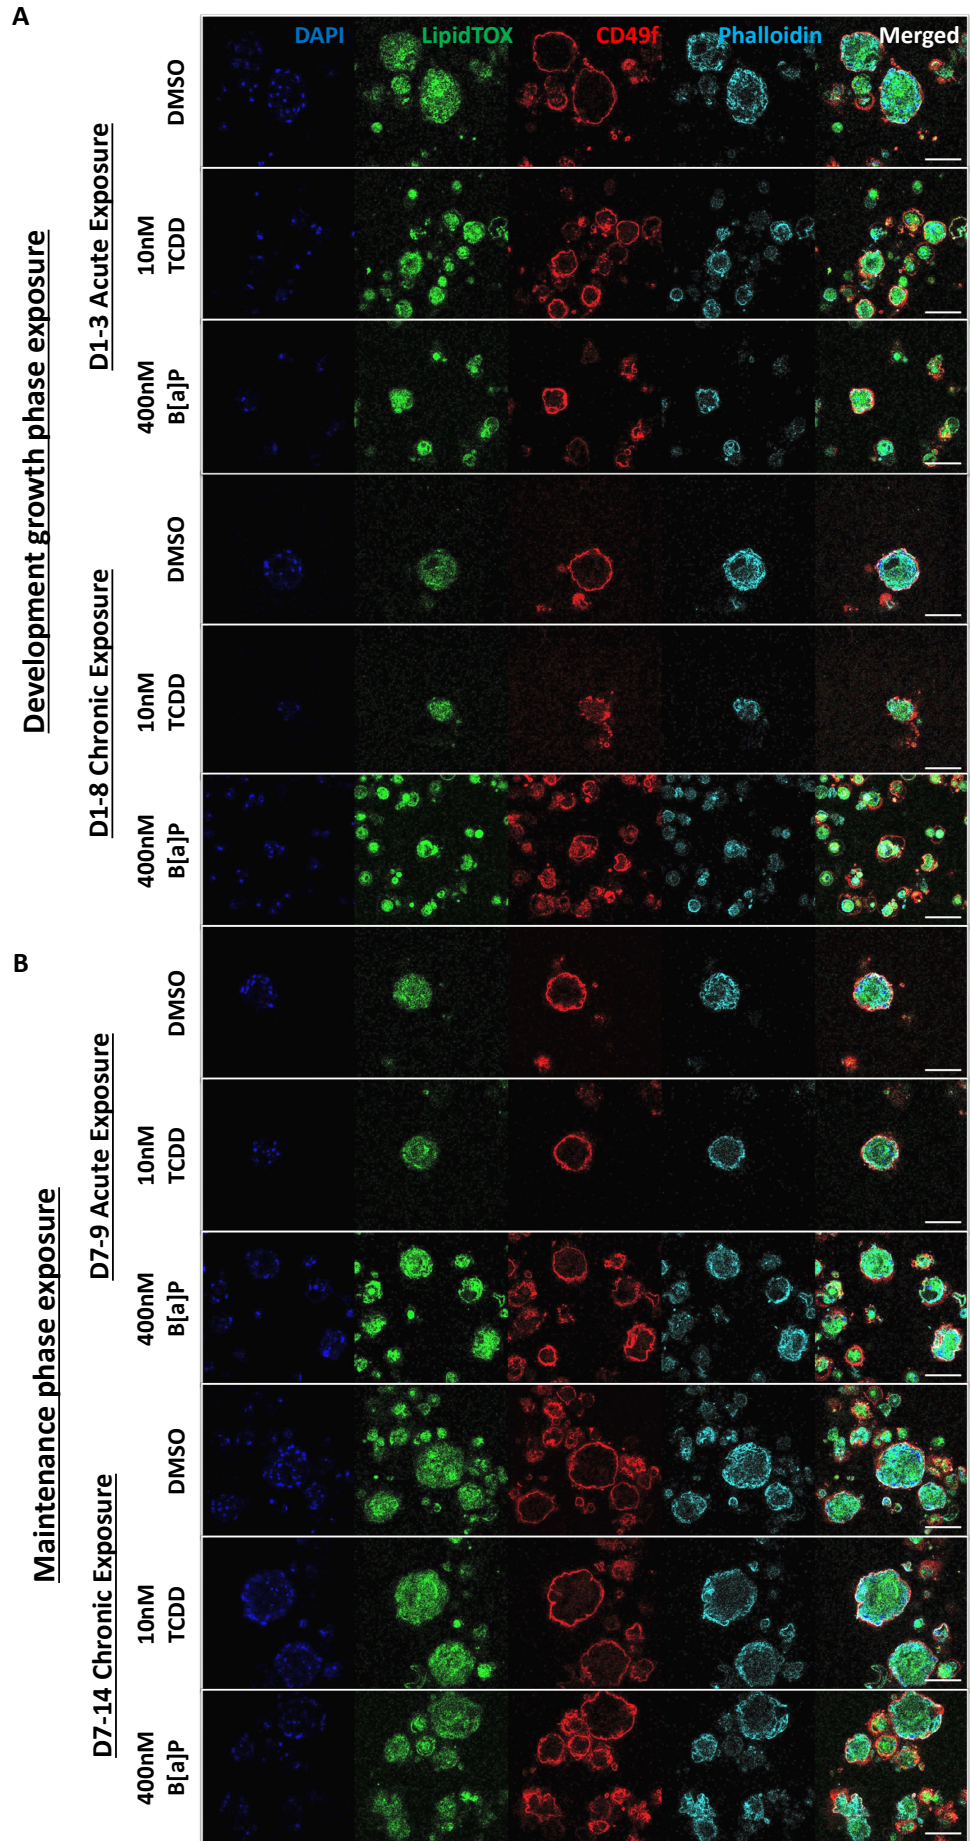 A
DAPI LipidTOX CD49f Phalloidin Merged
Development growth phase exposure
D1-3 Acute Exposure
DMSO
10nM
TCDD
400nM
B[a]P
D1-8 Chronic Exposure
DMSO
10nM
TCDD
400nM
B[a]P
B
Maintenance phase exposure
D7-9 Acute Exposure
DMSO
10nM
TCDD
400nM
B[a]P
D7-14 Chronic Exposure
DMSO
10nM
TCDD
400nM
B[a]P